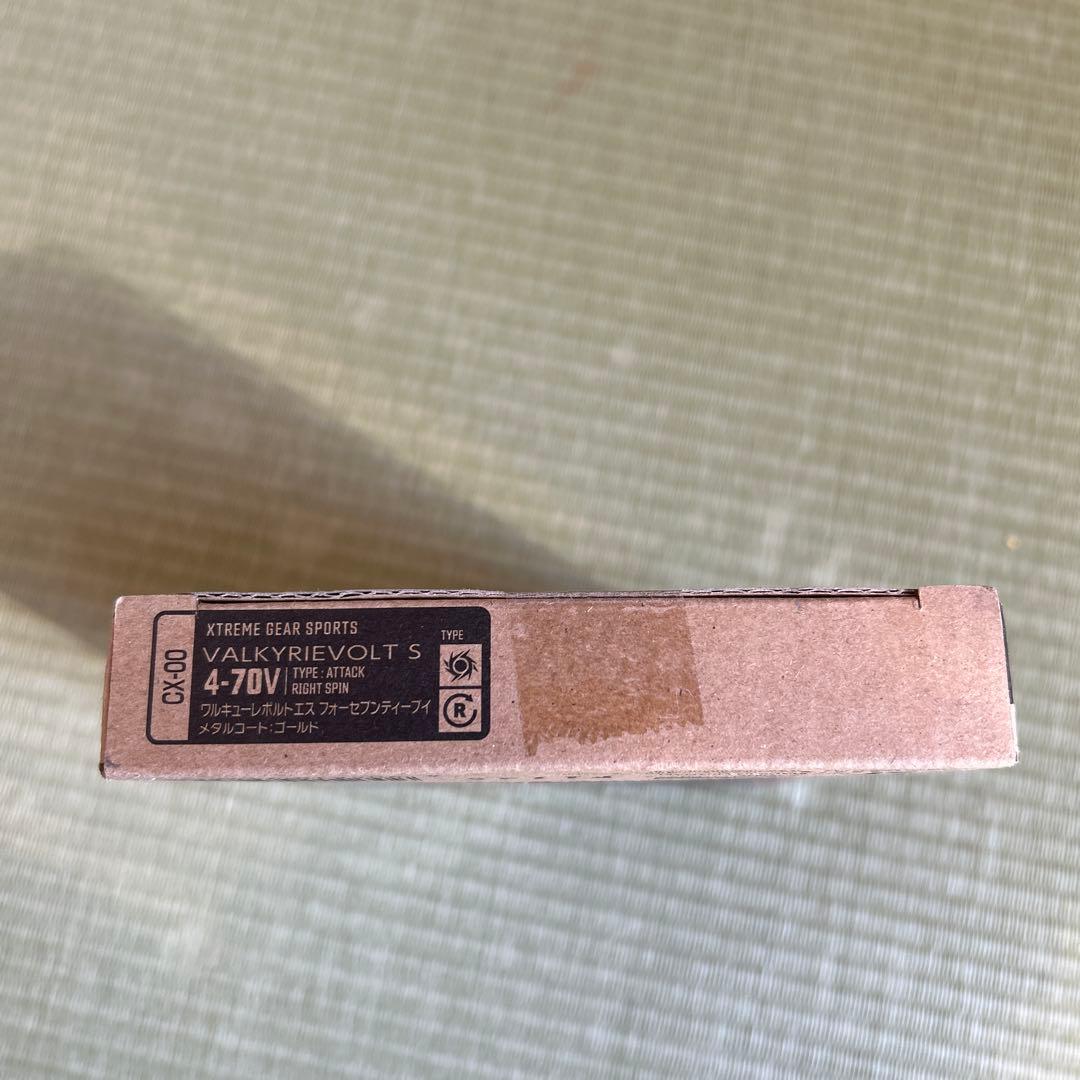 CX-00
XTREME GEAR SPORTS
VALKYRIEVOLT S
4-70V
TYPE : ATTACK
RIGHT SPIN
TYPE
R
ワルキューレボルトエス フォーセブンティーブイ
メタルコート:ゴールド